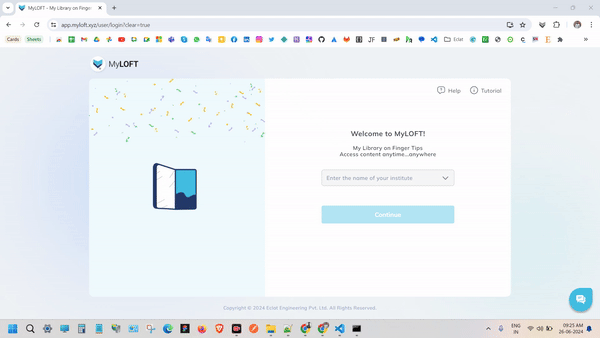 MyLOFT - My Library on Finger
app.myloft.xyz/user/login?clear=true
Cards
Sheets
Eclat
MyLOFT
Help
Tutorial
Welcome to MyLOFT!
My Library on Finger Tips
Access content anytime...anywhere
Enter the name of your institute
Continue
Copyright © 2024 Eclat Engineering Pvt. Ltd. All Rights Reserved.
ENG
IN
09:25 AM
26-06-2024